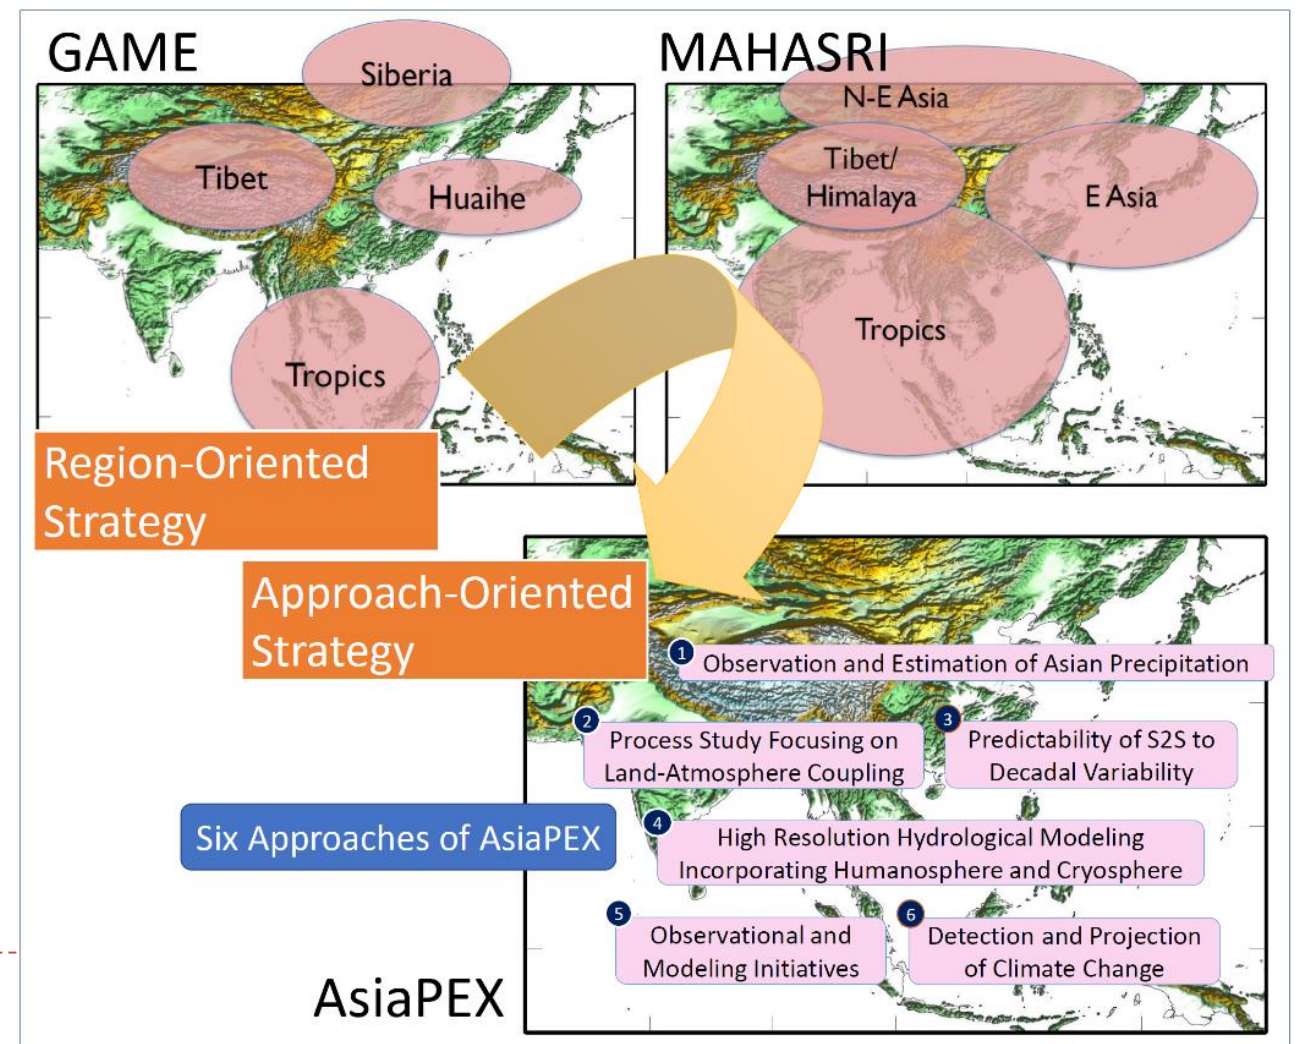 GAME
Siberia
Tibet
Huaihe
Tropics
MAHASRI
N-E Asia
Tibet/
Himalaya
E Asia
Tropics
Region-Oriented
Strategy
Approach-Oriented
Strategy
Six Approaches of AsiaPEX
1 Observation and Estimation of Asian Precipitation
2 Process Study Focusing on
Land-Atmosphere Coupling
3 Predictability of S2S to
Decadal Variability
4 High Resolution Hydrological Modeling
Incorporating Humanosphere and Cryosphere
5 Observational and
Modeling Initiatives
6 Detection and Projection
of Climate Change
AsiaPEX